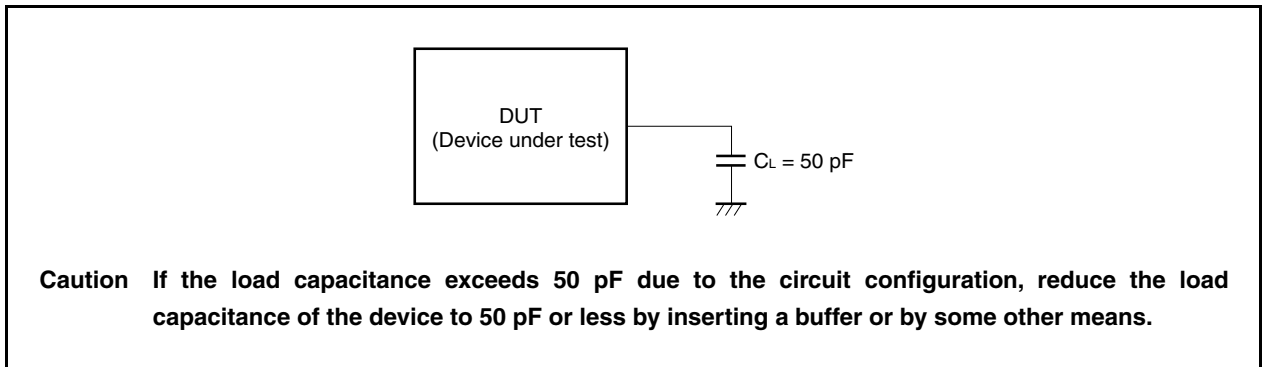 DUT
(Device under test)
CL = 50 pF
Caution If the load capacitance exceeds 50 pF due to the circuit configuration, reduce the load
capacitance of the device to 50 pF or less by inserting a buffer or by some other means.